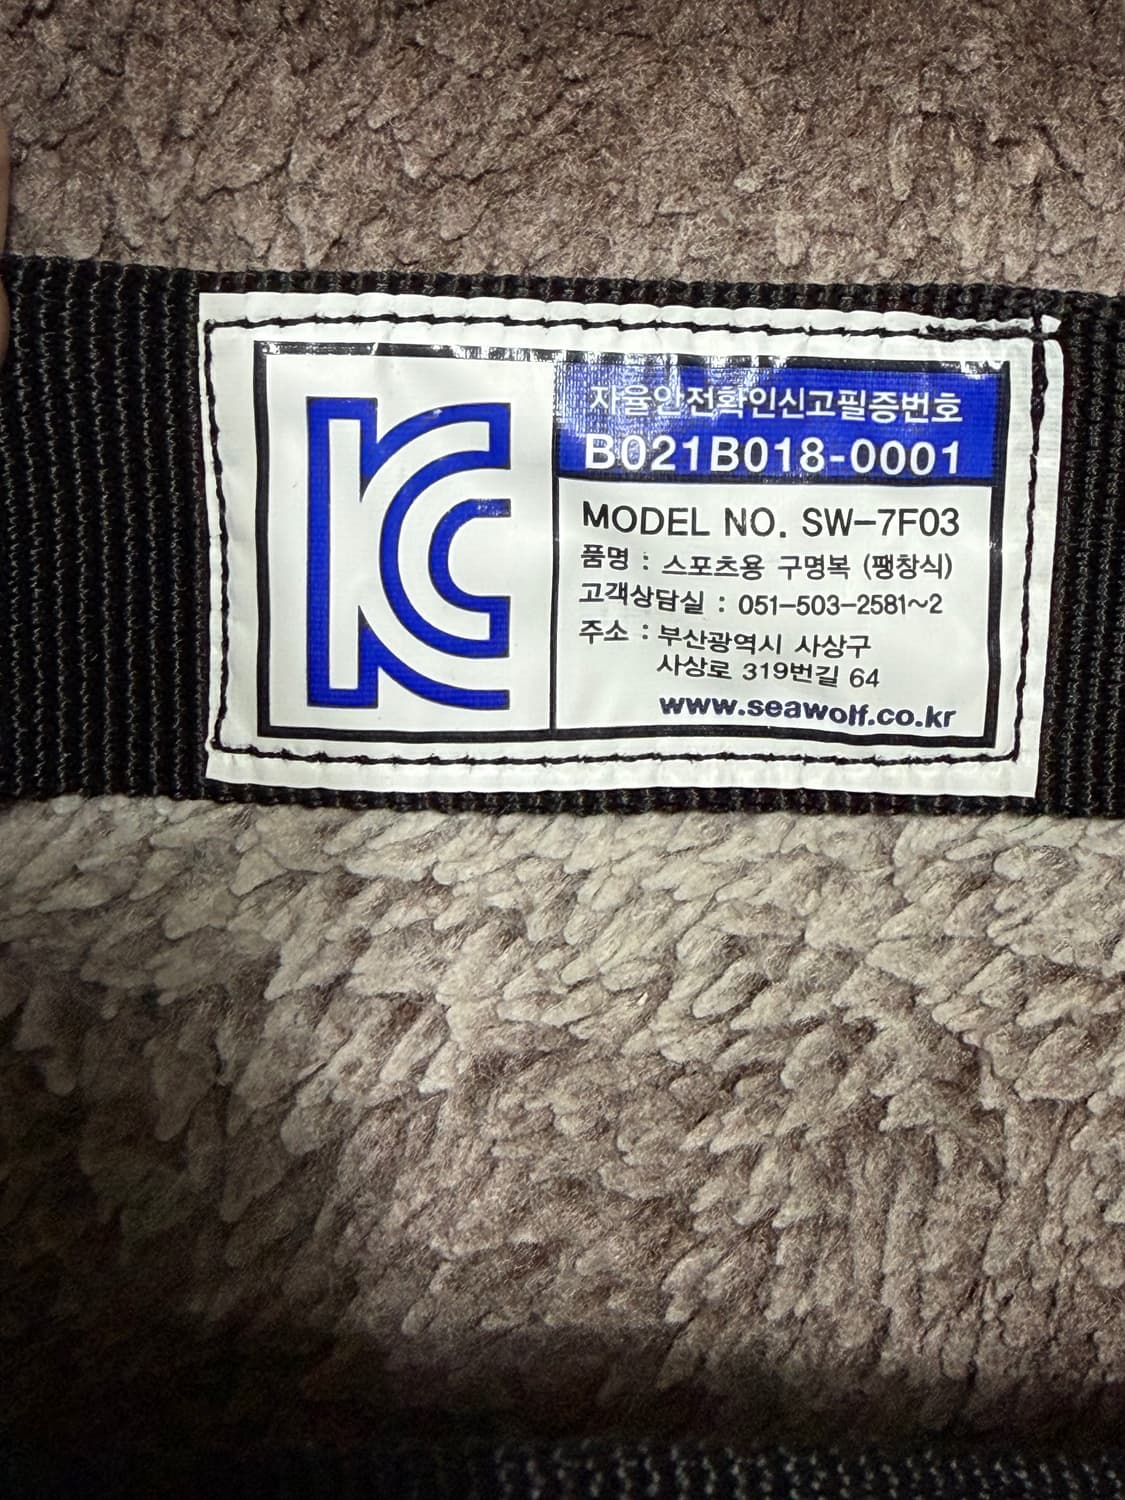 KC
자율안전확인신고필증번호
B021B018-0001
MODEL NO. SW-7F03
품명 : 스포츠용 구명복 (팽창식)
고객상담실 : 051-503-2581~2
주소 : 부산광역시 사상구
사상로 319번길 64
www.seawolf.co.kr